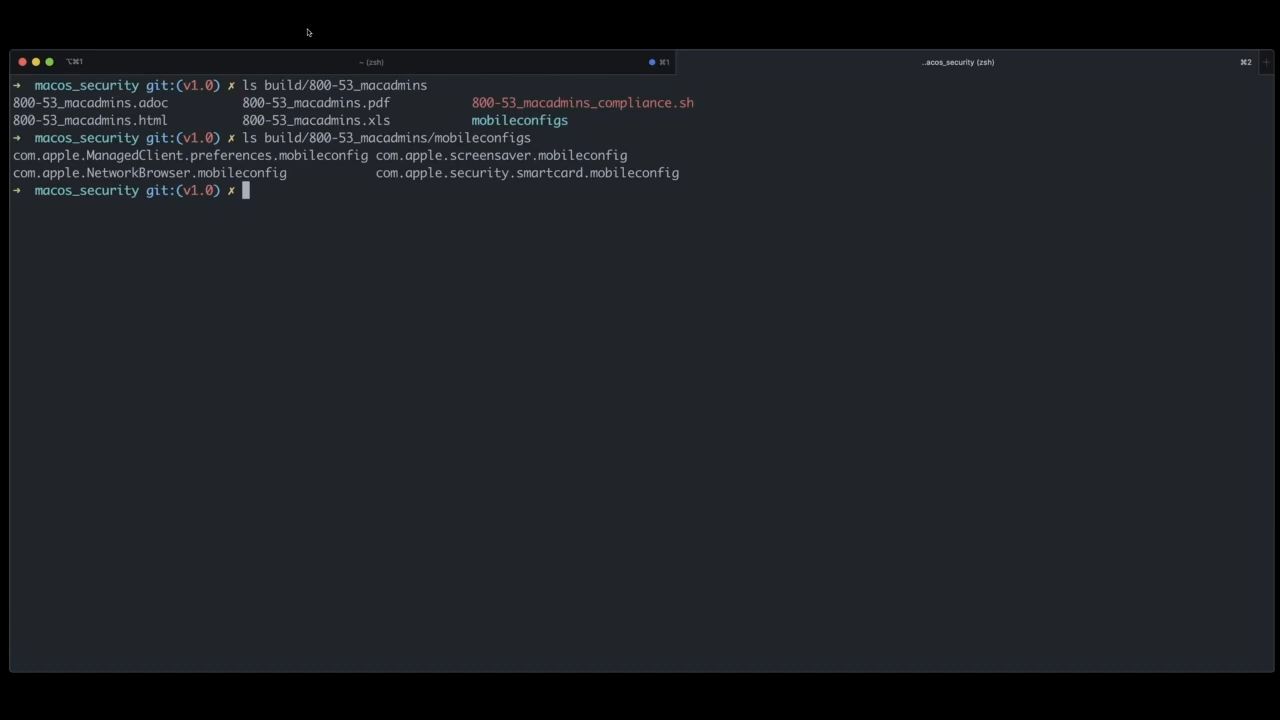 ⌥⌘1 ~ (zsh) ⌘1 ..acos_security (zsh) ⌘2 +
➜ macos_security git:(v1.0) ✗ ls build/800-53_macadmins
800-53_macadmins.adoc 800-53_macadmins.pdf 800-53_macadmins_compliance.sh
800-53_macadmins.html 800-53_macadmins.xls mobileconfigs
➜ macos_security git:(v1.0) ✗ ls build/800-53_macadmins/mobileconfigs
com.apple.ManagedClient.preferences.mobileconfig com.apple.screensaver.mobileconfig
com.apple.NetworkBrowser.mobileconfig com.apple.security.smartcard.mobileconfig
➜ macos_security git:(v1.0) ✗